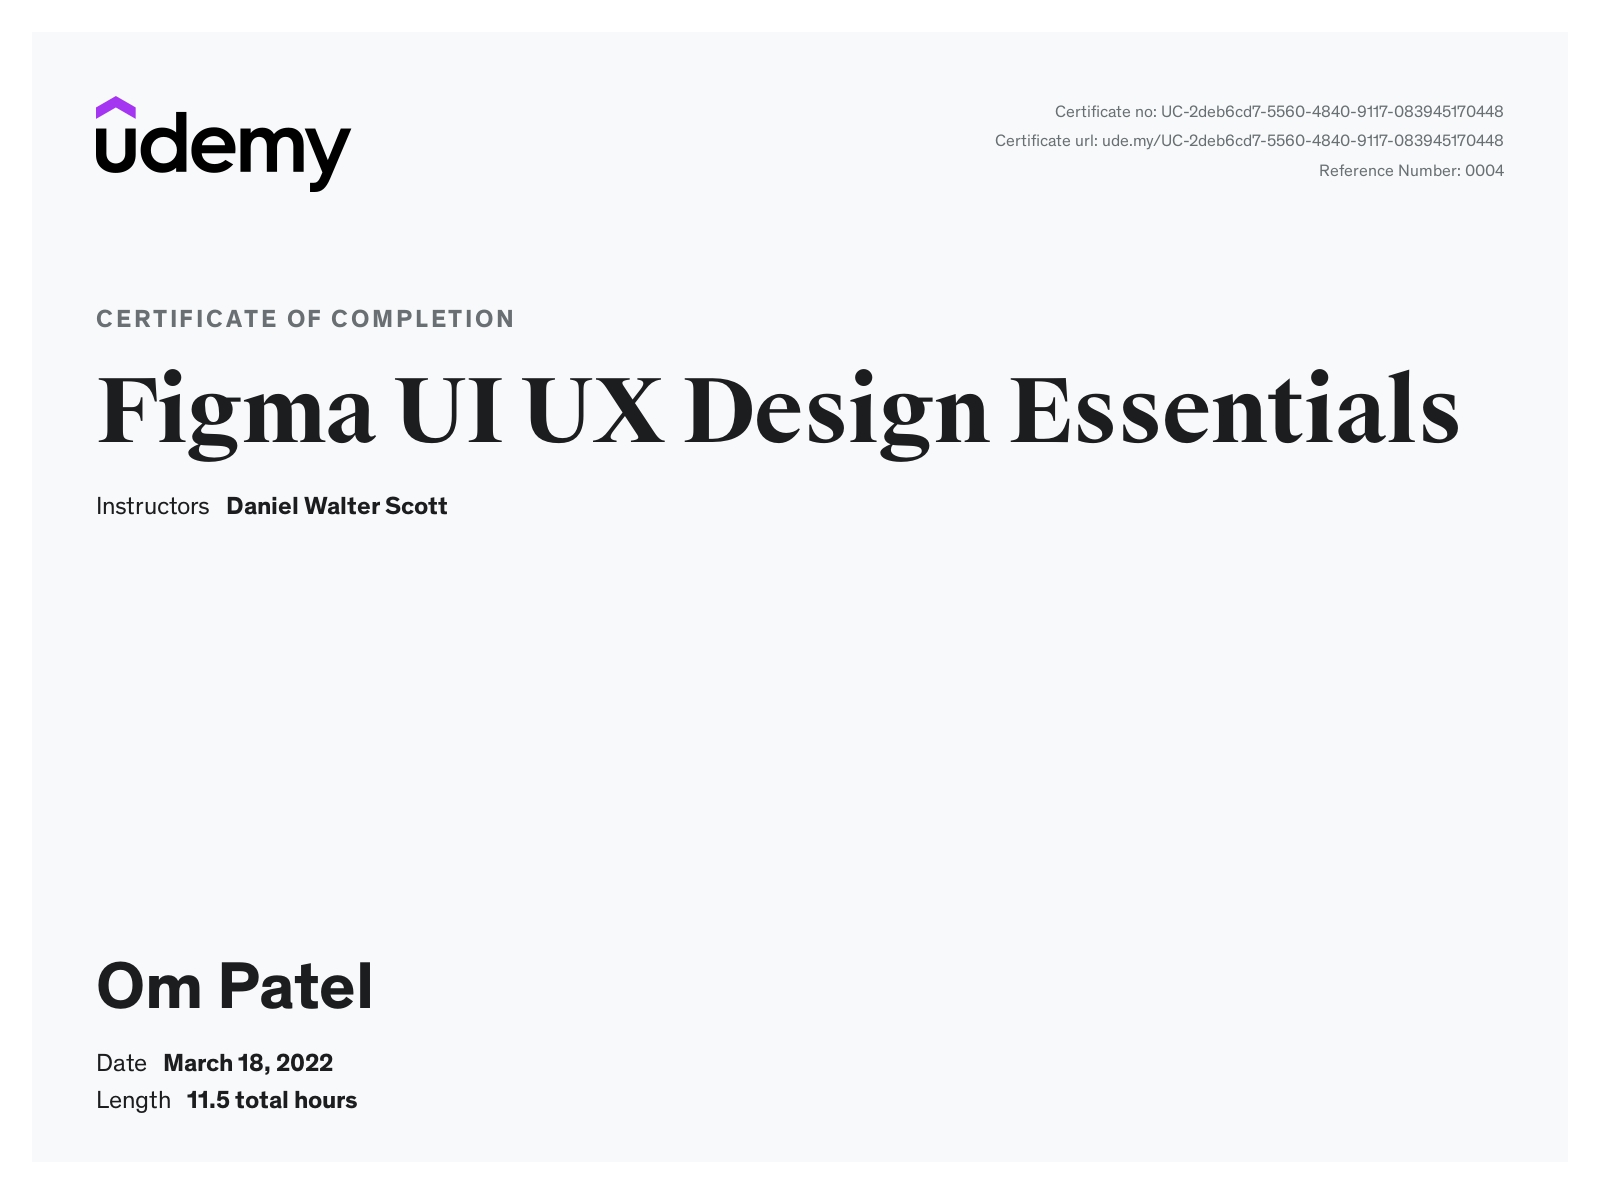 udemy
Certificate no: UC-2deb6cd7-5560-4840-9117-083945170448
Certificate url: ude.my/UC-2deb6cd7-5560-4840-9117-083945170448
Reference Number: 0004
CERTIFICATE OF COMPLETION
Figma UI UX Design Essentials
Instructors Daniel Walter Scott
Om Patel
Date March 18, 2022
Length 11.5 total hours